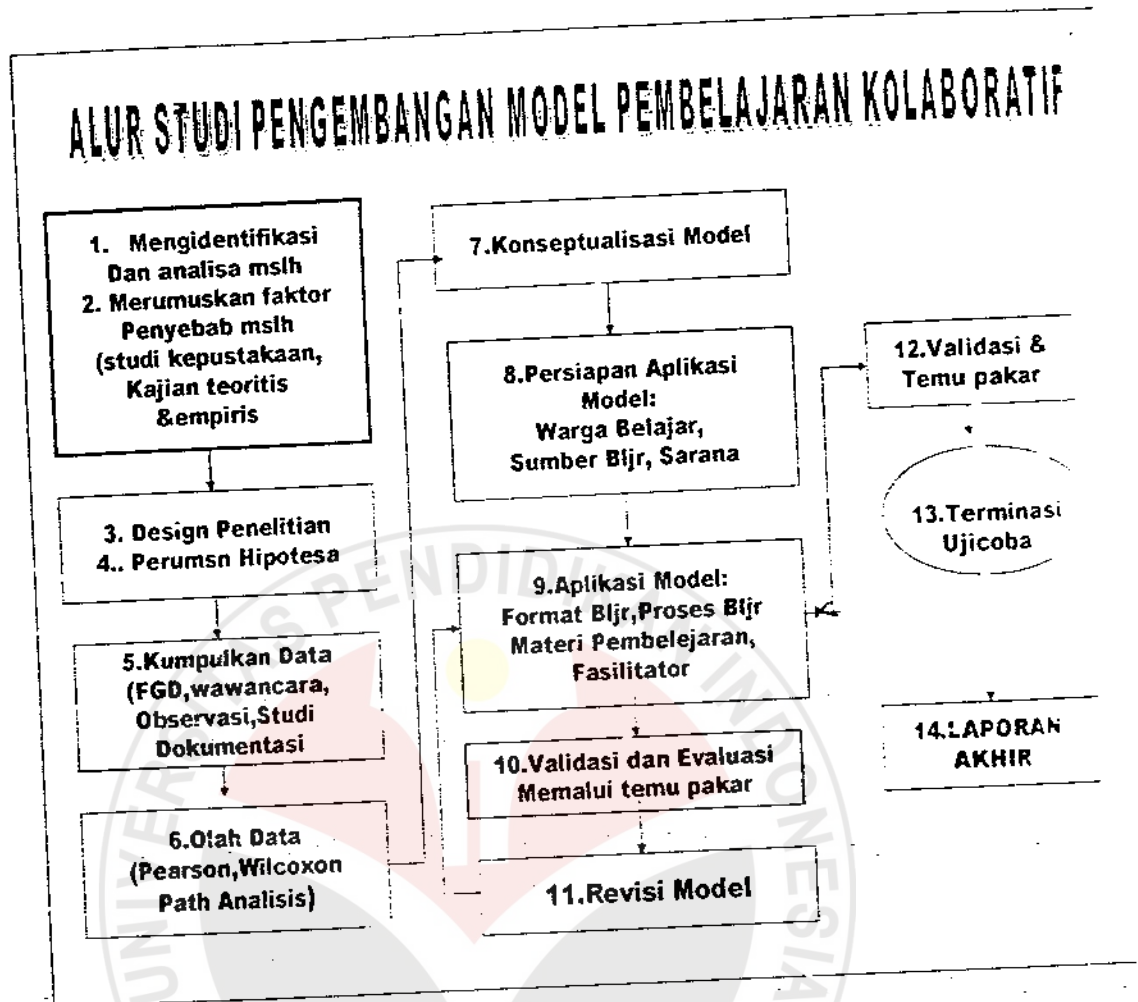 ALUR STUDI PENGEMBANGAN MODEL PEMBELAJARAN KOLABORATIF
1. Mengidentifikasi
Dan analisa mslh
2. Merumuskan faktor
Penyebab mslh
(studi kepustakaan,
Kajian teoritis
&empiris
3. Design Penelitian
4.. Perumsn Hipotesa
5.Kumpulkan Data
(FGD,wawancara,
Observasi,Studi
Dokumentasi
6.Olah Data
(Pearson,Wilcoxon
Path Analisis)
7.Konseptualisasi Model
8.Persiapan Aplikasi
Model:
Warga Belajar,
Sumber Bljr, Sarana
9.Aplikasi Model:
Format Bljr,Proses Bljr
Materi Pembelejaran,
Fasilitator
10.Validasi dan Evaluasi
Memalui temu pakar
11.Revisi Model
12.Validasi &
Temu pakar
13.Terminasi
Ujicoba
14.LAPORAN
AKHIR
UNIVERSITAS PENDIDIKAN INDONESIA